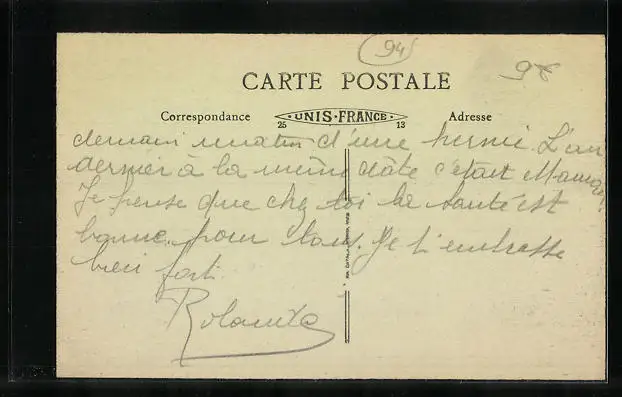 94
98
CARTE POSTALE
Correspondance
UNIS-FRANCE
Adresse
25
13
demain matin d'une hernie. L'an
dernier à la même date c'était Maman!
Je pense que chez toi la santé est
bonne pour tous. Je t'embrasse
bien fort
Rolande